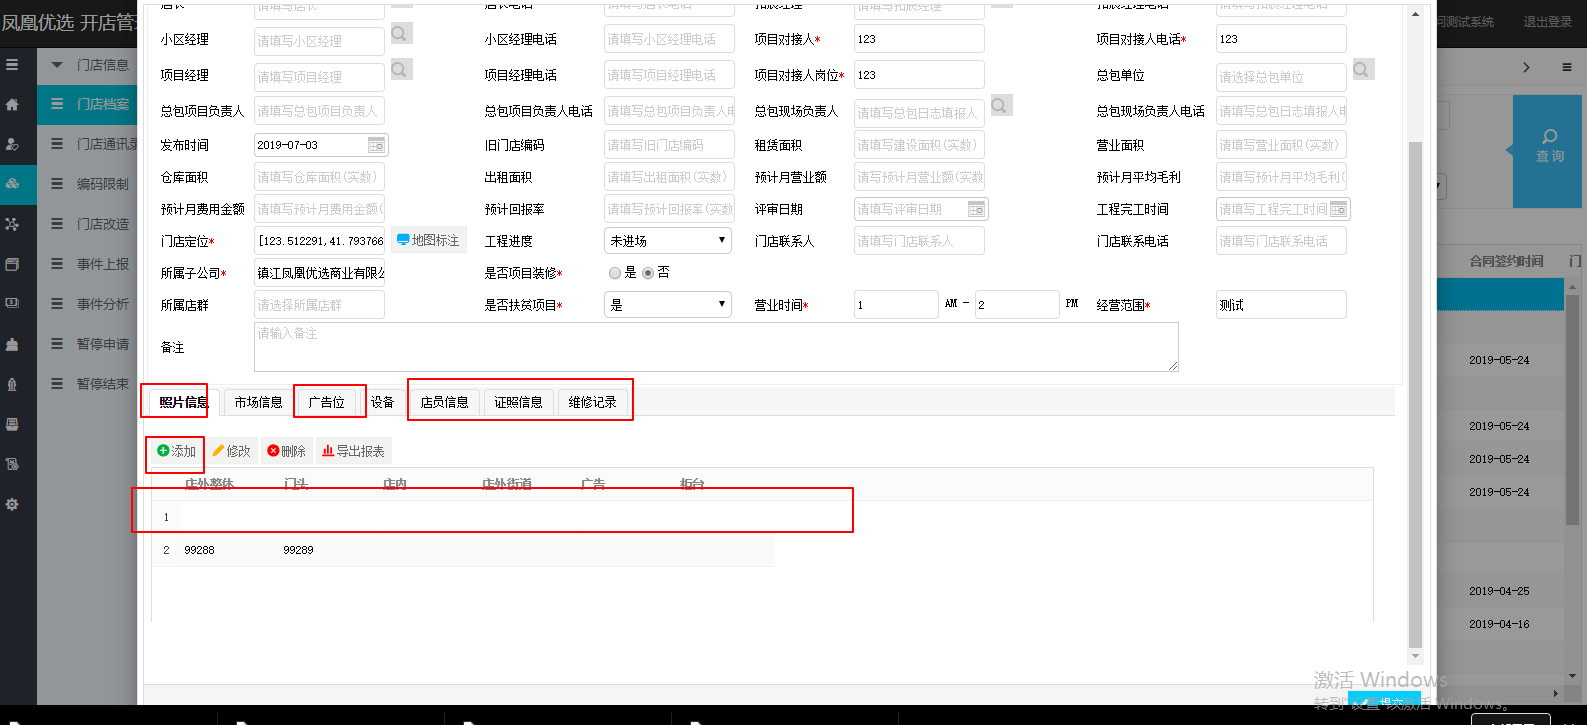 凤凰优选 开店管理
问测试系统 退出登录
门店信息
门店档案
门店通讯录
编码限制
门店改造
事件上报
事件分析
暂停申请
暂停结束
小区经理 请填写小区经理 小区经理电话 请填写小区经理电话 项目对接人* 123 项目对接人电话* 123
项目经理 请填写项目经理 项目经理电话 请填写项目经理电话 项目对接人岗位* 123 总包单位 请选择总包单位
总包项目负责人 请填写总包项目负责人 总包项目负责人电话 请填写总包项目负责人电 总包现场负责人 请填写总包日志填报人 总包现场负责人电话 请填写总包日志填报人电
发布时间 2019-07-03 旧门店编码 请填写旧门店编码 租赁面积 请填写建设面积(实数) 营业面积 请填写营业面积(实数)
仓库面积 请填写仓库面积(实数) 出租面积 请填写出租面积(实数) 预计月营业额 请写预计月营业额(实数 预计月平均毛利 请填写预计月平均毛利(
预计月费用金额 请填写预计月费用金额( 预计回报率 请填写预计回报率(实数 评审日期 请填写评审日期 工程完工时间 请填写工程完工时间
门店定位* [123.512291,41.793766 地图标注 工程进度 未进场 门店联系人 请填写门店联系人 门店联系电话 请填写门店联系电话
所属子公司* 镇江凤凰优选商业有限公 是否项目装修* 是 否
所属店群 请选择所属店群 是否扶贫项目* 是 营业时间* 1 AM - 2 PM 经营范围* 测试
备注 请输入备注
照片信息 市场信息 广告位 设备 店员信息 证照信息 维修记录
添加 修改 删除 导出报表
店外整体 门头 店内 店外街道 广告 柜台
1
2 99288 99289
查询
合同签约时间 门
2019-05-24
2019-05-24
2019-05-24
2019-05-24
2019-04-25
2019-04-16
激活 Windows
转到"设置"以激活 Windows。
提交